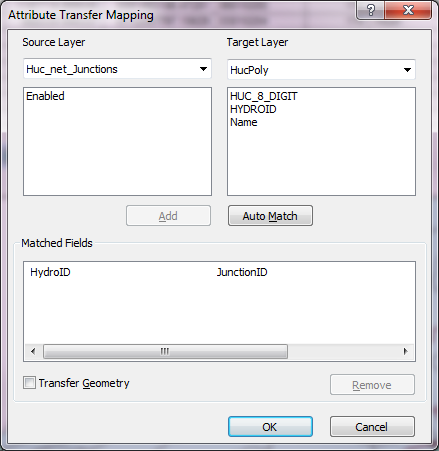 Attribute Transfer Mapping
Source Layer Target Layer
Huc_net_Junctions HucPoly
Enabled HUC_8_DIGIT
HYDROID
Name
Add Auto Match
Matched Fields
HydroID JunctionID
Transfer Geometry
Remove
OK Cancel